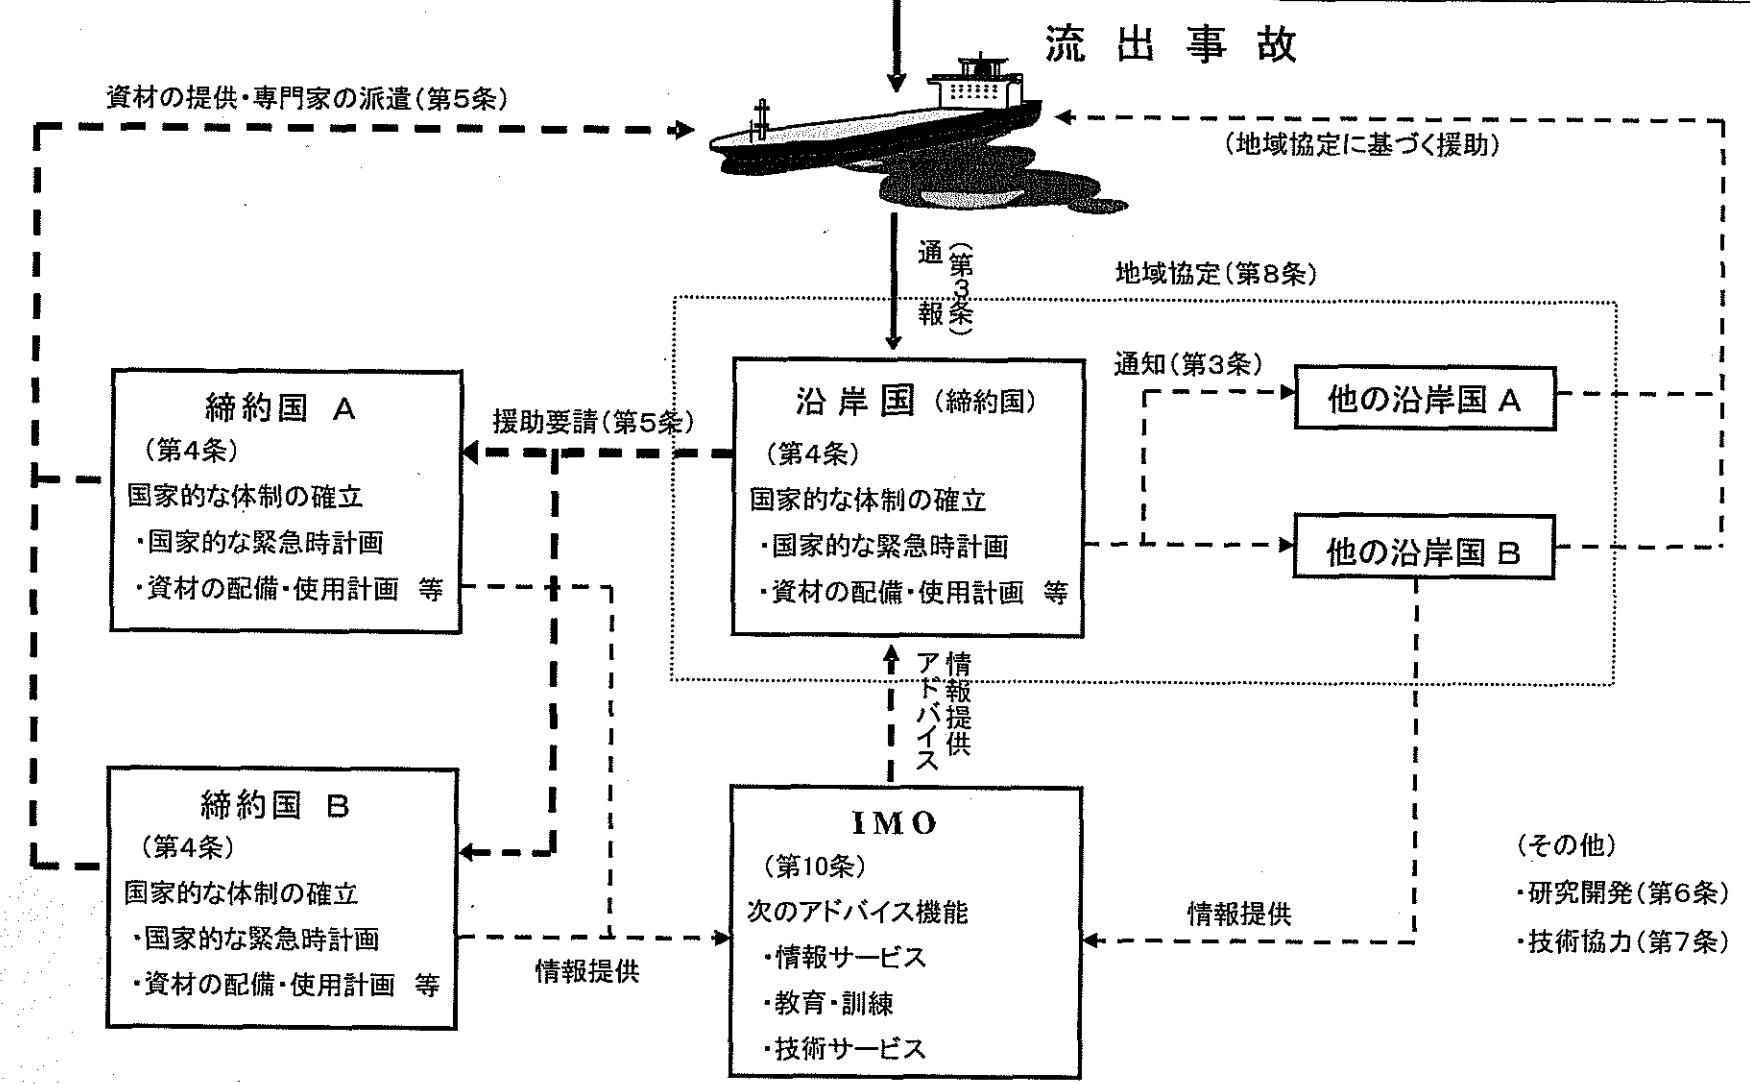 流出事故
資材の提供・専門家の派遣(第5条)
(地域協定に基づく援助)
通報
(第3条)
地域協定(第8条)
通知(第3条)
締約国 A
(第4条)
国家的な体制の確立
・国家的な緊急時計画
・資材の配備・使用計画 等
援助要請(第5条)
沿岸国(締約国)
(第4条)
国家的な体制の確立
・国家的な緊急時計画
・資材の配備・使用計画 等
他の沿岸国 A
他の沿岸国 B
情報提供
アドバイス
締約国 B
(第4条)
国家的な体制の確立
・国家的な緊急時計画
・資材の配備・使用計画 等
情報提供
IMO
(第10条)
次のアドバイス機能
・情報サービス
・教育・訓練
・技術サービス
情報提供
(その他)
・研究開発(第6条)
・技術協力(第7条)